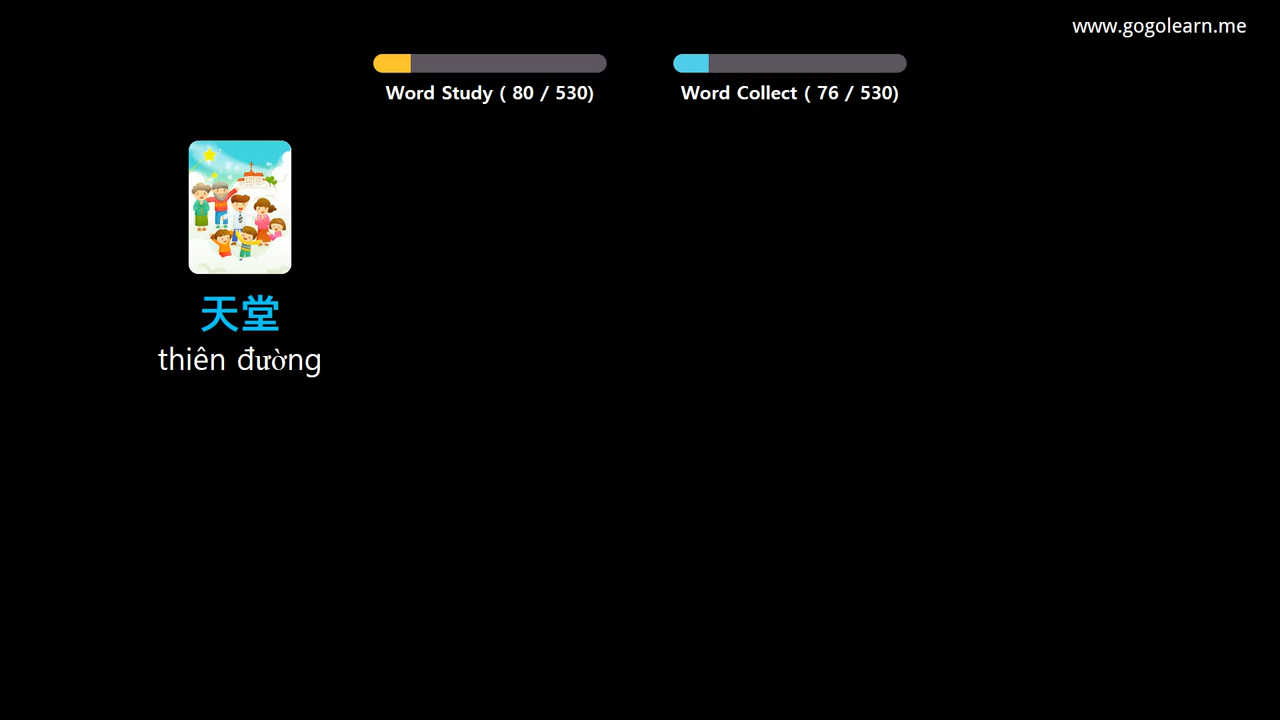 www.gogolearn.me
Word Study ( 80 / 530)
Word Collect ( 76 / 530)
天堂
thiên đường